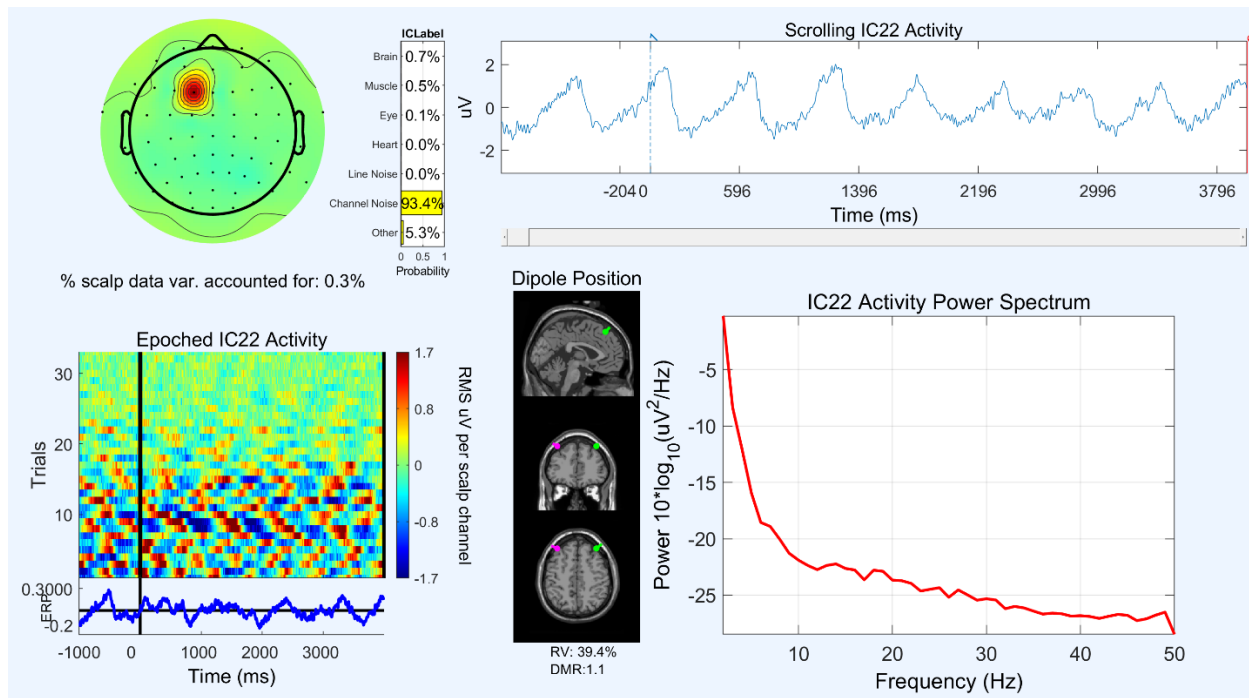 ICLabel
Brain 0.7%
Muscle 0.5%
Eye 0.1%
Heart 0.0%
Line Noise 0.0%
Channel Noise 93.4%
Other 5.3%
0 0.5 1
Probability
% scalp data var. accounted for: 0.3%
Scrolling IC22 Activity
uV
2
0
-2
-204 0 596 1396 2196 2996 3796
Time (ms)
Epoched IC22 Activity
Trials
30
20
10
1.7
0.8
0
-0.8
-1.7
RMS uV per scalp channel
ERP
0.3000
-0.2
-1000 0 1000 2000 3000
Time (ms)
Dipole Position
RV: 39.4%
DMR:1.1
IC22 Activity Power Spectrum
Power 10*log10(uV2/Hz)
-5
-10
-15
-20
-25
10 20 30 40 50
Frequency (Hz)